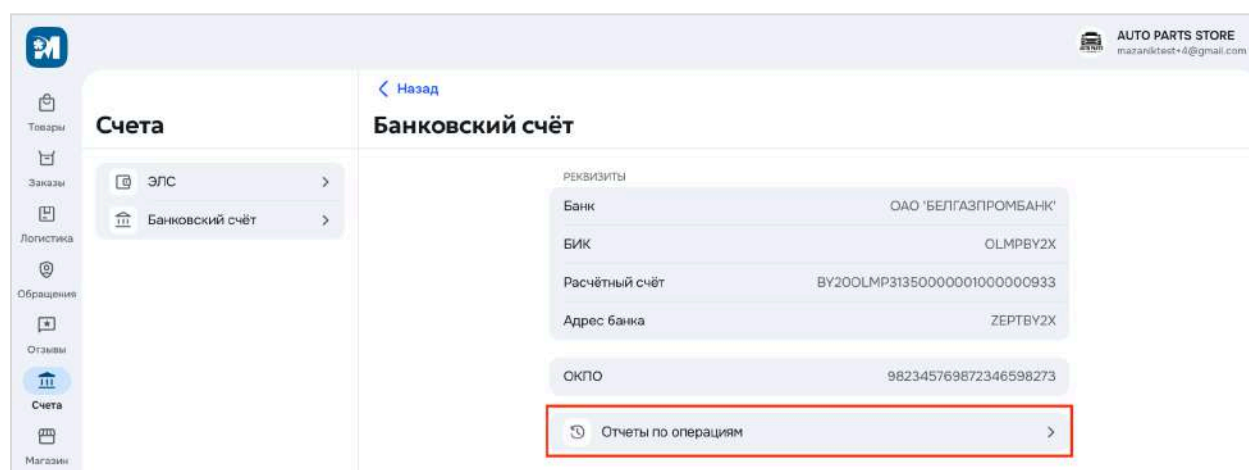 AUTO PARTS STORE
mazaniktest+4@gmail.com
Товары
Заказы
Логистика
Обращения
Отзывы
Счета
Магазин
Счета
ЭЛС
Банковский счёт
Назад
Банковский счёт
РЕКВИЗИТЫ
Банк ОАО 'БЕЛГАЗПРОМБАНК'
БИК OLMPBY2X
Расчётный счёт BY20OLMP31350000001000000933
Адрес банка ZEPTBY2X
ОКПО 982345769872346598273
Отчеты по операциям